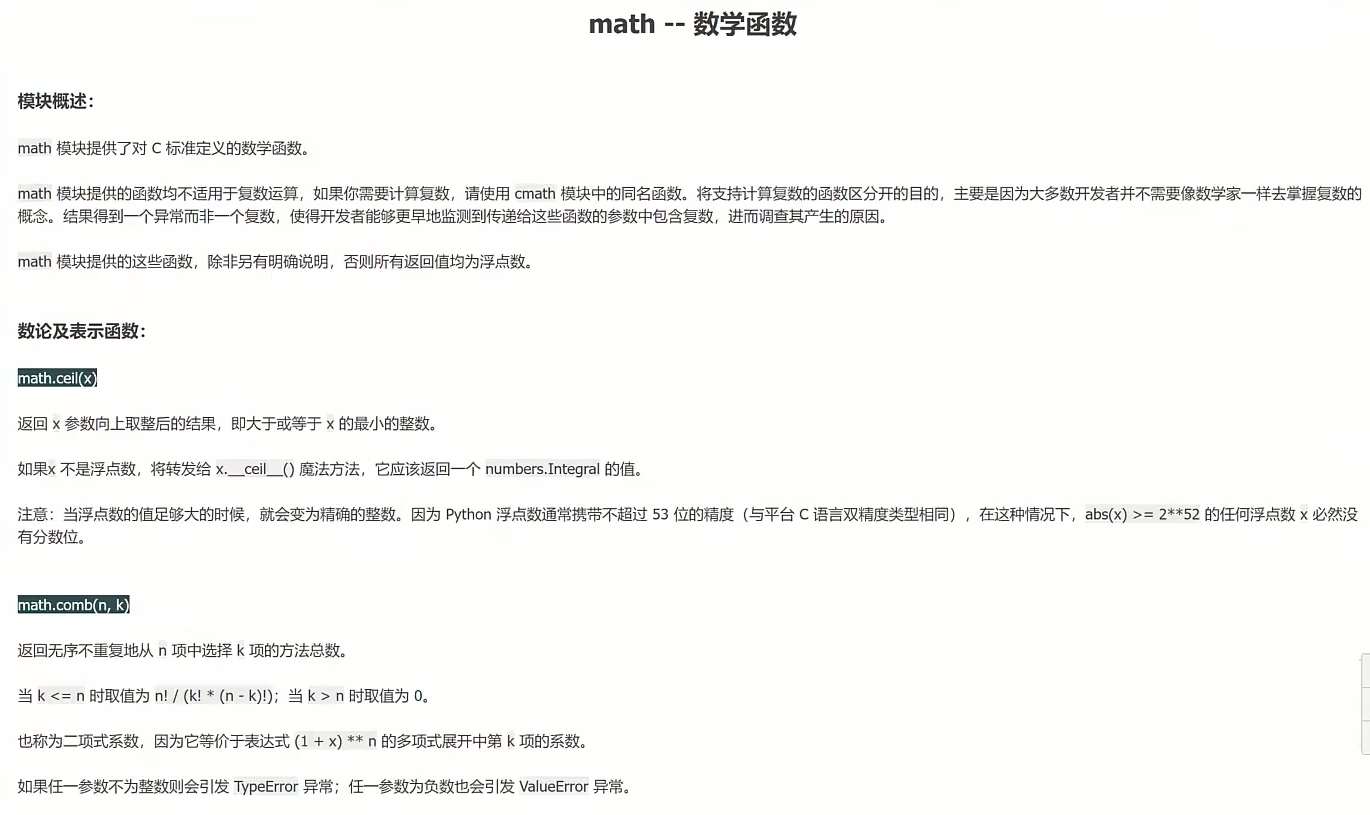 math -- 数学函数
模块概述：
math 模块提供了对 C 标准定义的数学函数。
math 模块提供的函数均不适用于复数运算，如果你需要计算复数，请使用 cmath 模块中的同名函数。将支持计算复数的函数区分开的目的，主要是因为大多数开发者并不需要像数学家一样去掌握复数的
概念。结果得到一个异常而非一个复数，使得开发者能够更早地监测到传递给这些函数的参数中包含复数，进而调查其产生的原因。
math 模块提供的这些函数，除非另有明确说明，否则所有返回值均为浮点数。
数论及表示函数：
math.ceil(x)
返回 x 参数向上取整后的结果，即大于或等于 x 的最小的整数。
如果x 不是浮点数，将转发给 x.__ceil__() 魔法方法，它应该返回一个 numbers.Integral 的值。
注意：当浮点数的值足够大的时候，就会变为精确的整数。因为 Python 浮点数通常携带不超过 53 位的精度（与平台 C 语言双精度类型相同），在这种情况下，abs(x) >= 2**52 的任何浮点数 x 必然没
有分数位。
math.comb(n, k)
返回无序不重复地从 n 项中选择 k 项的方法总数。
当 k <= n 时取值为 n! / (k! * (n - k)!)；当 k > n 时取值为 0。
也称为二项式系数，因为它等价于表达式 (1 + x) ** n 的多项式展开中第 k 项的系数。
如果任一参数不为整数则会引发 TypeError 异常；任一参数为负数也会引发 ValueError 异常。